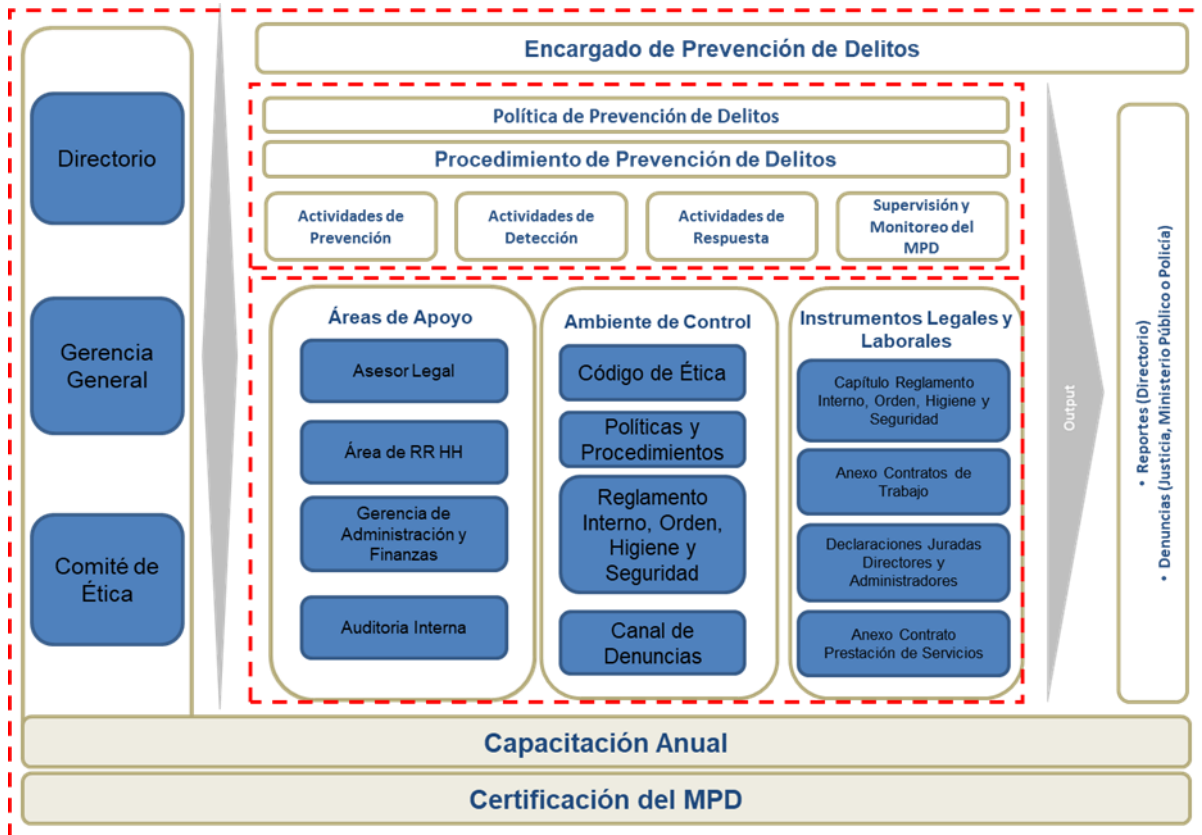 Encargado de Prevención de Delitos
Directorio
Gerencia
General
Comité de
Ética
Política de Prevención de Delitos
Procedimiento de Prevención de Delitos
Actividades de
Prevención
Actividades de
Detección
Actividades de
Respuesta
Supervisión y
Monitoreo del
MPD
Áreas de Apoyo
Asesor Legal
Área de RR HH
Gerencia de
Administración y
Finanzas
Auditoria Interna
Ambiente de Control
Código de Ética
Políticas y
Procedimientos
Reglamento
Interno, Orden,
Higiene y
Seguridad
Canal de
Denuncias
Instrumentos Legales y
Laborales
Capítulo Reglamento
Interno, Orden, Higiene y
Seguridad
Anexo Contratos de
Trabajo
Declaraciones Juradas
Directores y
Administradores
Anexo Contrato
Prestación de Servicios
Output
• Reportes (Directorio)
• Denuncias (Justicia, Ministerio Público o Policía)
Capacitación Anual
Certificación del MPD